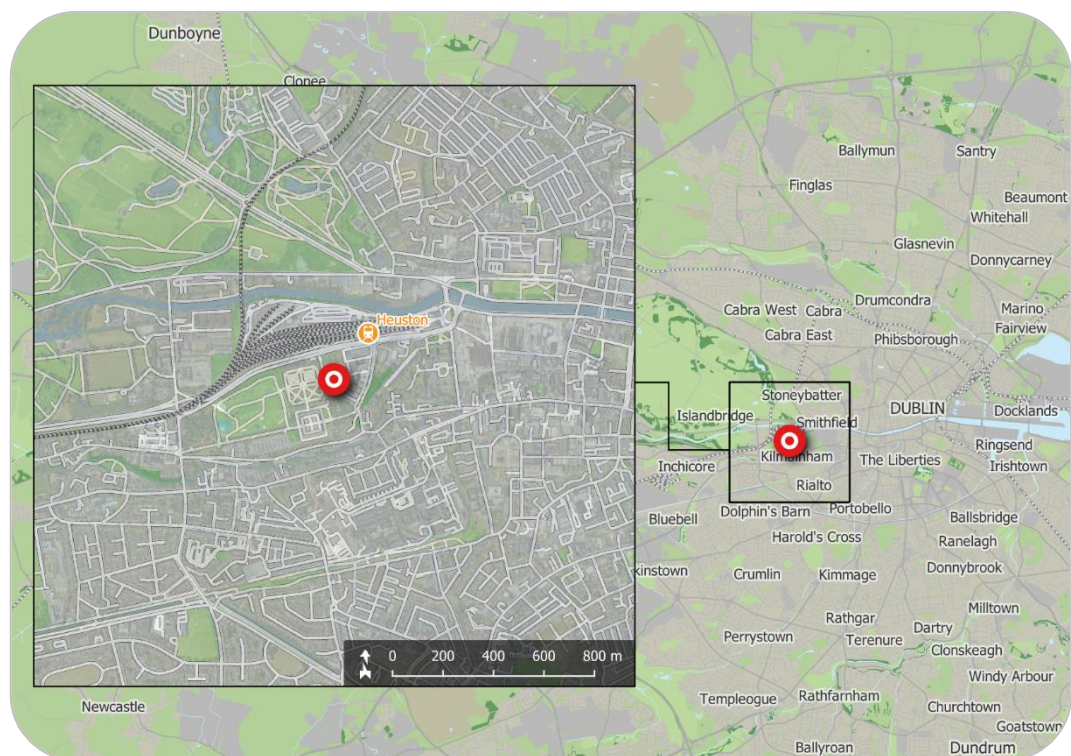 Dunboyne
Clonee
Ballymun
Santry
Finglas
Beaumont
Whitehall
Glasnevin
Donnycarney
Drumcondra
Marino
Cabra West
Cabra
Heuston
Fairview
Cabra East
Phibsborough
Stoneybatter
DUBLIN
Docklands
Islandbridge
Smithfield
Ringsend
Kilmainham
The Liberties
Inchicore
Irishtown
Rialto
Dolphin's Barn
Portobello
Bluebell
Ballsbridge
Harold's Cross
Ranelagh
kinstown
Crumlin
Kimmage
Donnybrook
Milltown
Rathgar
Dartry
Perrystown
Terenure
Clonskeagh
0 200 400 600 800 m
Windy Arbour
Templeogue
Rathfarnham
Newcastle
Churchtown
Goatstown
Ballyroan
Dundrum